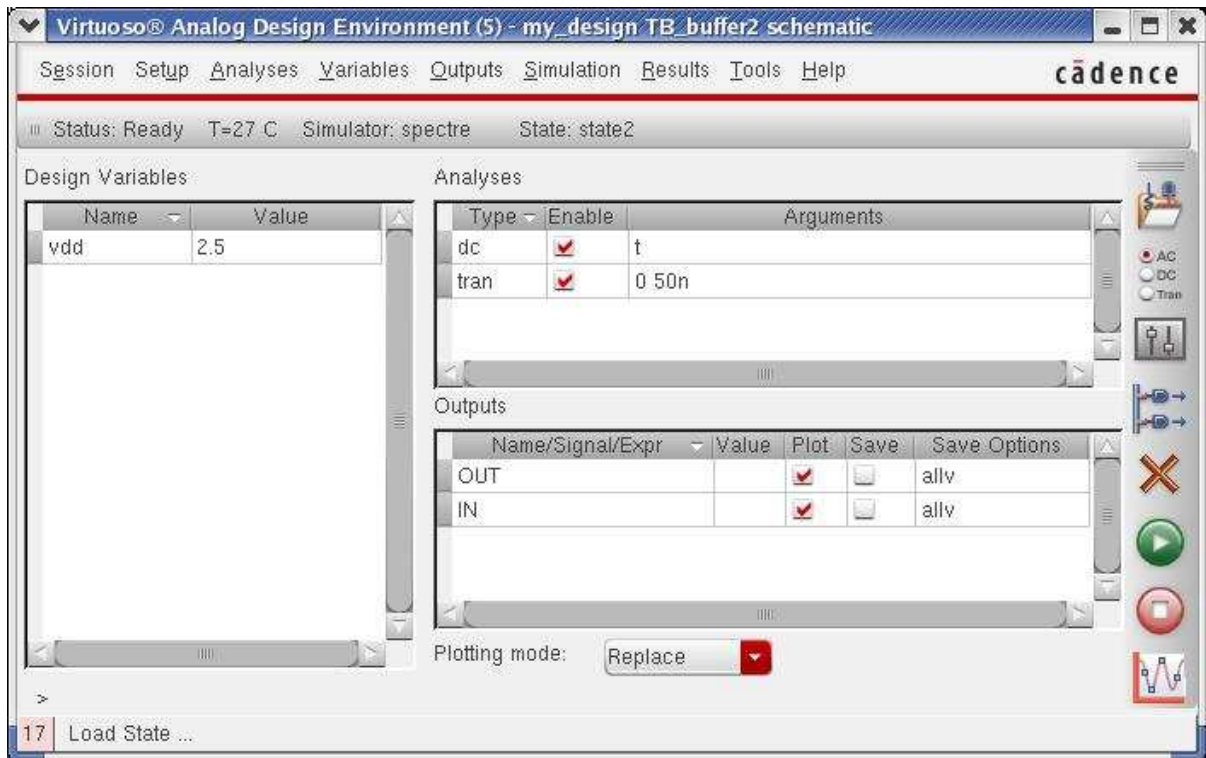 Virtuoso® Analog Design Environment (5) - my_design TB_buffer2 schematic
Session Setup Analyses Variables Outputs Simulation Results Tools Help
cādence
Status: Ready T=27 C Simulator: spectre State: state2
Design Variables
Name Value
vdd 2.5
Analyses
Type Enable Arguments
dc t
tran 0 50n
Outputs
Name/Signal/Expr Value Plot Save Save Options
OUT allv
IN allv
Plotting mode: Replace
AC
DC
Tran
>
17 Load State ...